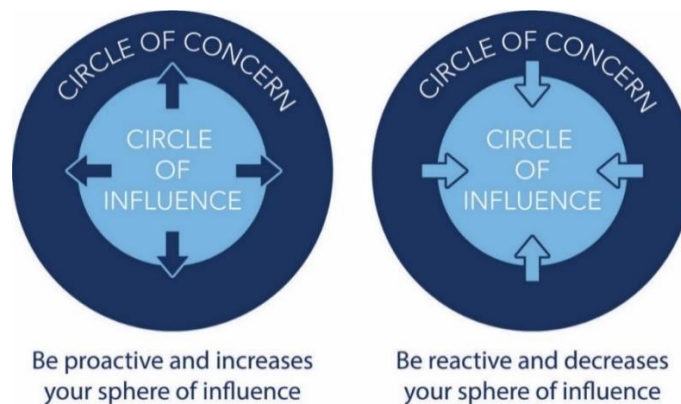 CIRCLE OF CONCERN
CIRCLE
OF
INFLUENCE
Be proactive and increases
your sphere of influence
CIRCLE OF CONCERN
CIRCLE
OF
INFLUENCE
Be reactive and decreases
your sphere of influence